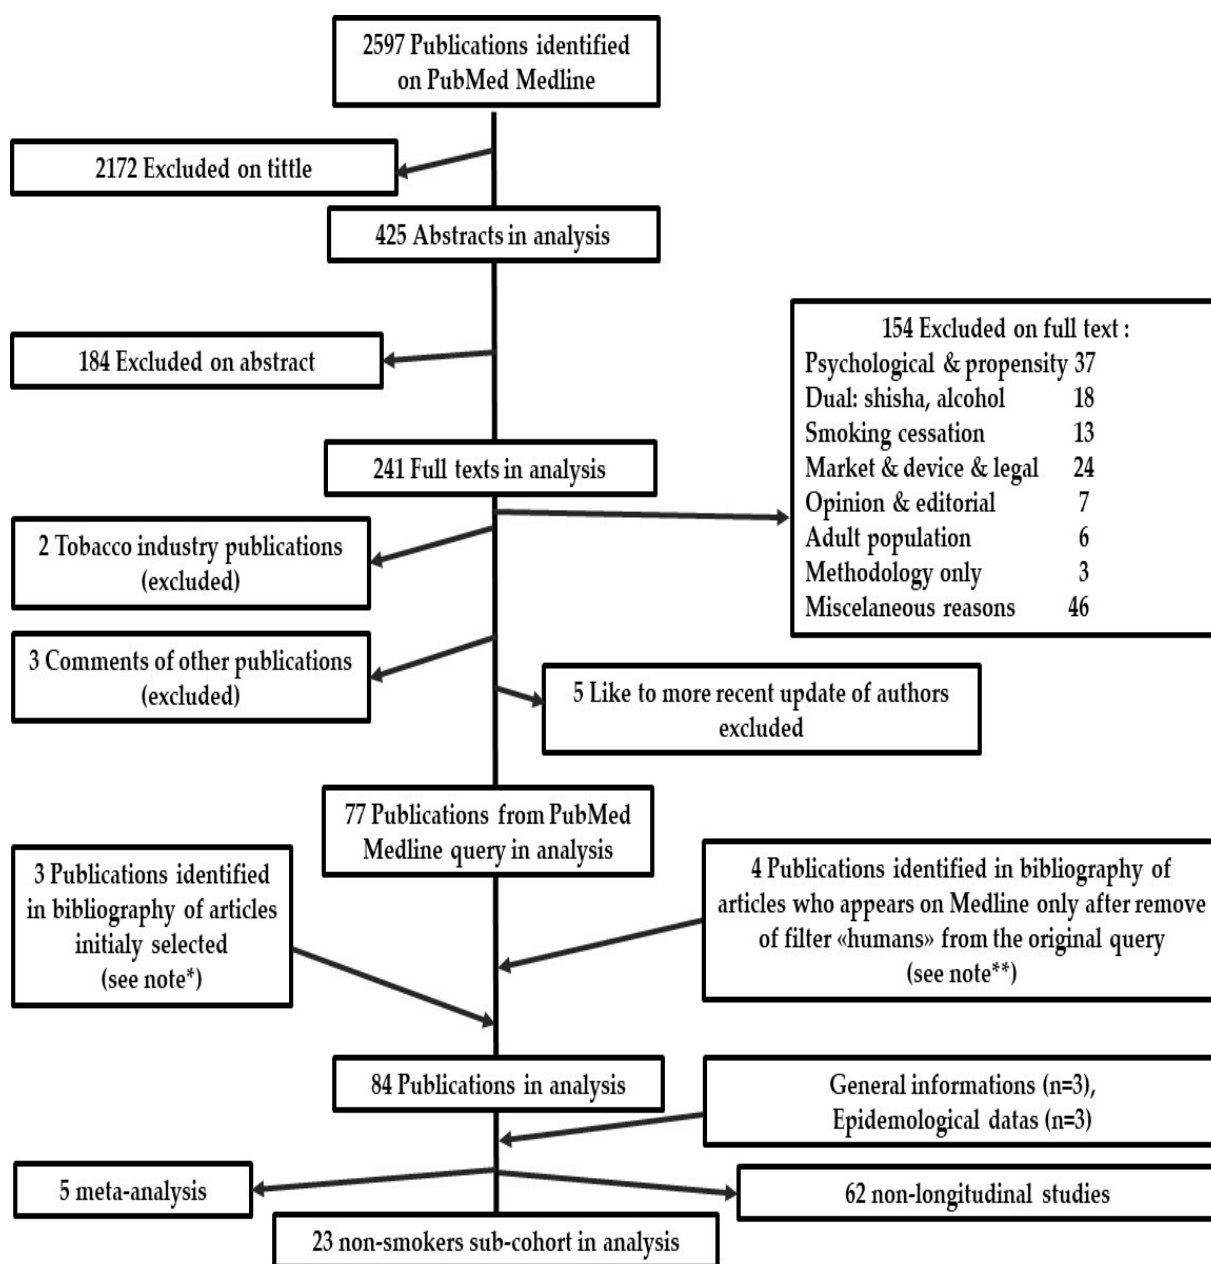 2597 Publications identified
on PubMed Medline
2172 Excluded on tittle
425 Abstracts in analysis
184 Excluded on abstract
154 Excluded on full text :
Psychological & propensity 37
Dual: shisha, alcohol 18
Smoking cessation 13
Market & device & legal 24
Opinion & editorial 7
Adult population 6
Methodology only 3
Miscelaneous reasons 46
241 Full texts in analysis
2 Tobacco industry publications
(excluded)
3 Comments of other publications
(excluded)
5 Like to more recent update of authors
excluded
77 Publications from PubMed
Medline query in analysis
3 Publications identified
in bibliography of articles
initialy selected
(see note*)
4 Publications identified in bibliography of
articles who appears on Medline only after remove
of filter «humans» from the original query
(see note**)
84 Publications in analysis
General informations (n=3),
Epidemological datas (n=3)
5 meta-analysis
62 non-longitudinal studies
23 non-smokers sub-cohort in analysis